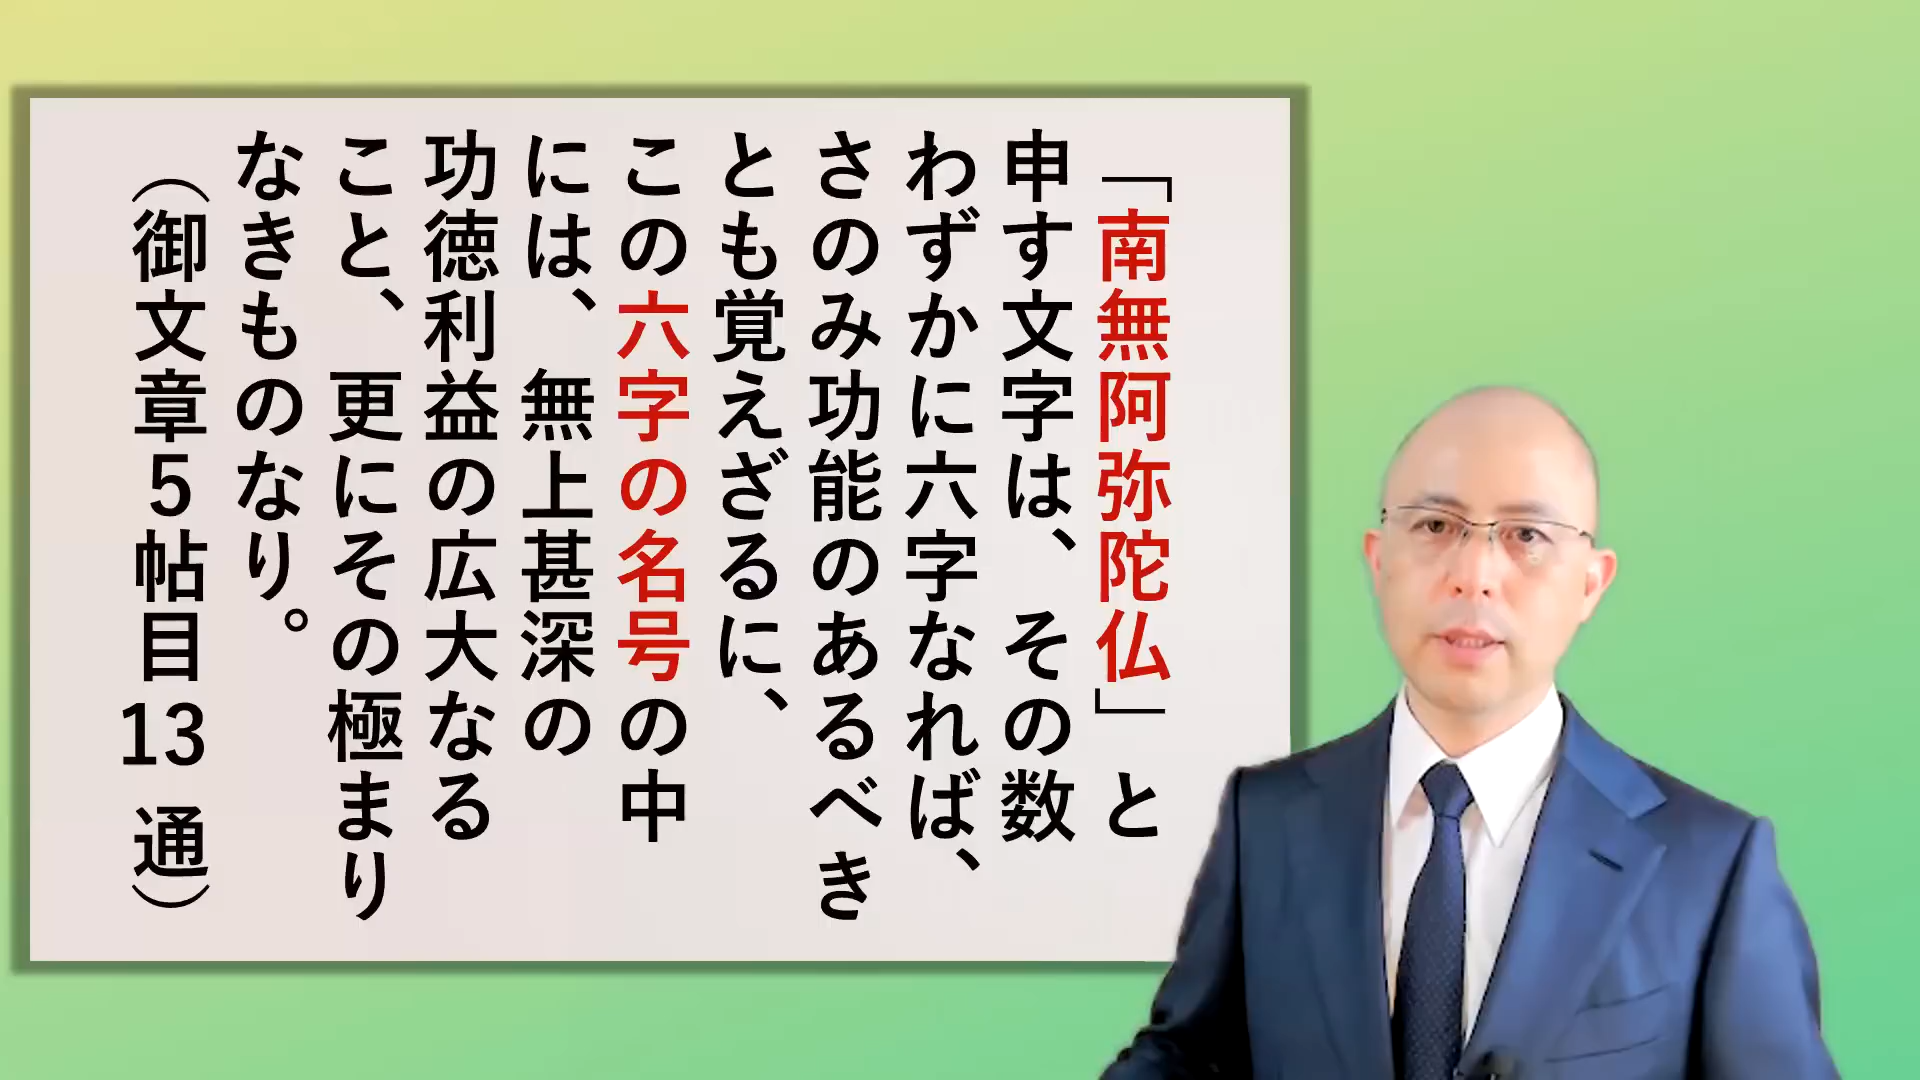 「南無阿弥陀仏」と
申す文字は、その数
わずかに六字なれば、
さのみ功能のあるべき
とも覚えざるに、
この六字の名号の中
には、無上甚深の
功徳利益の広大なる
こと、更にその極まり
なきものなり。
(御文章5帖目13通)